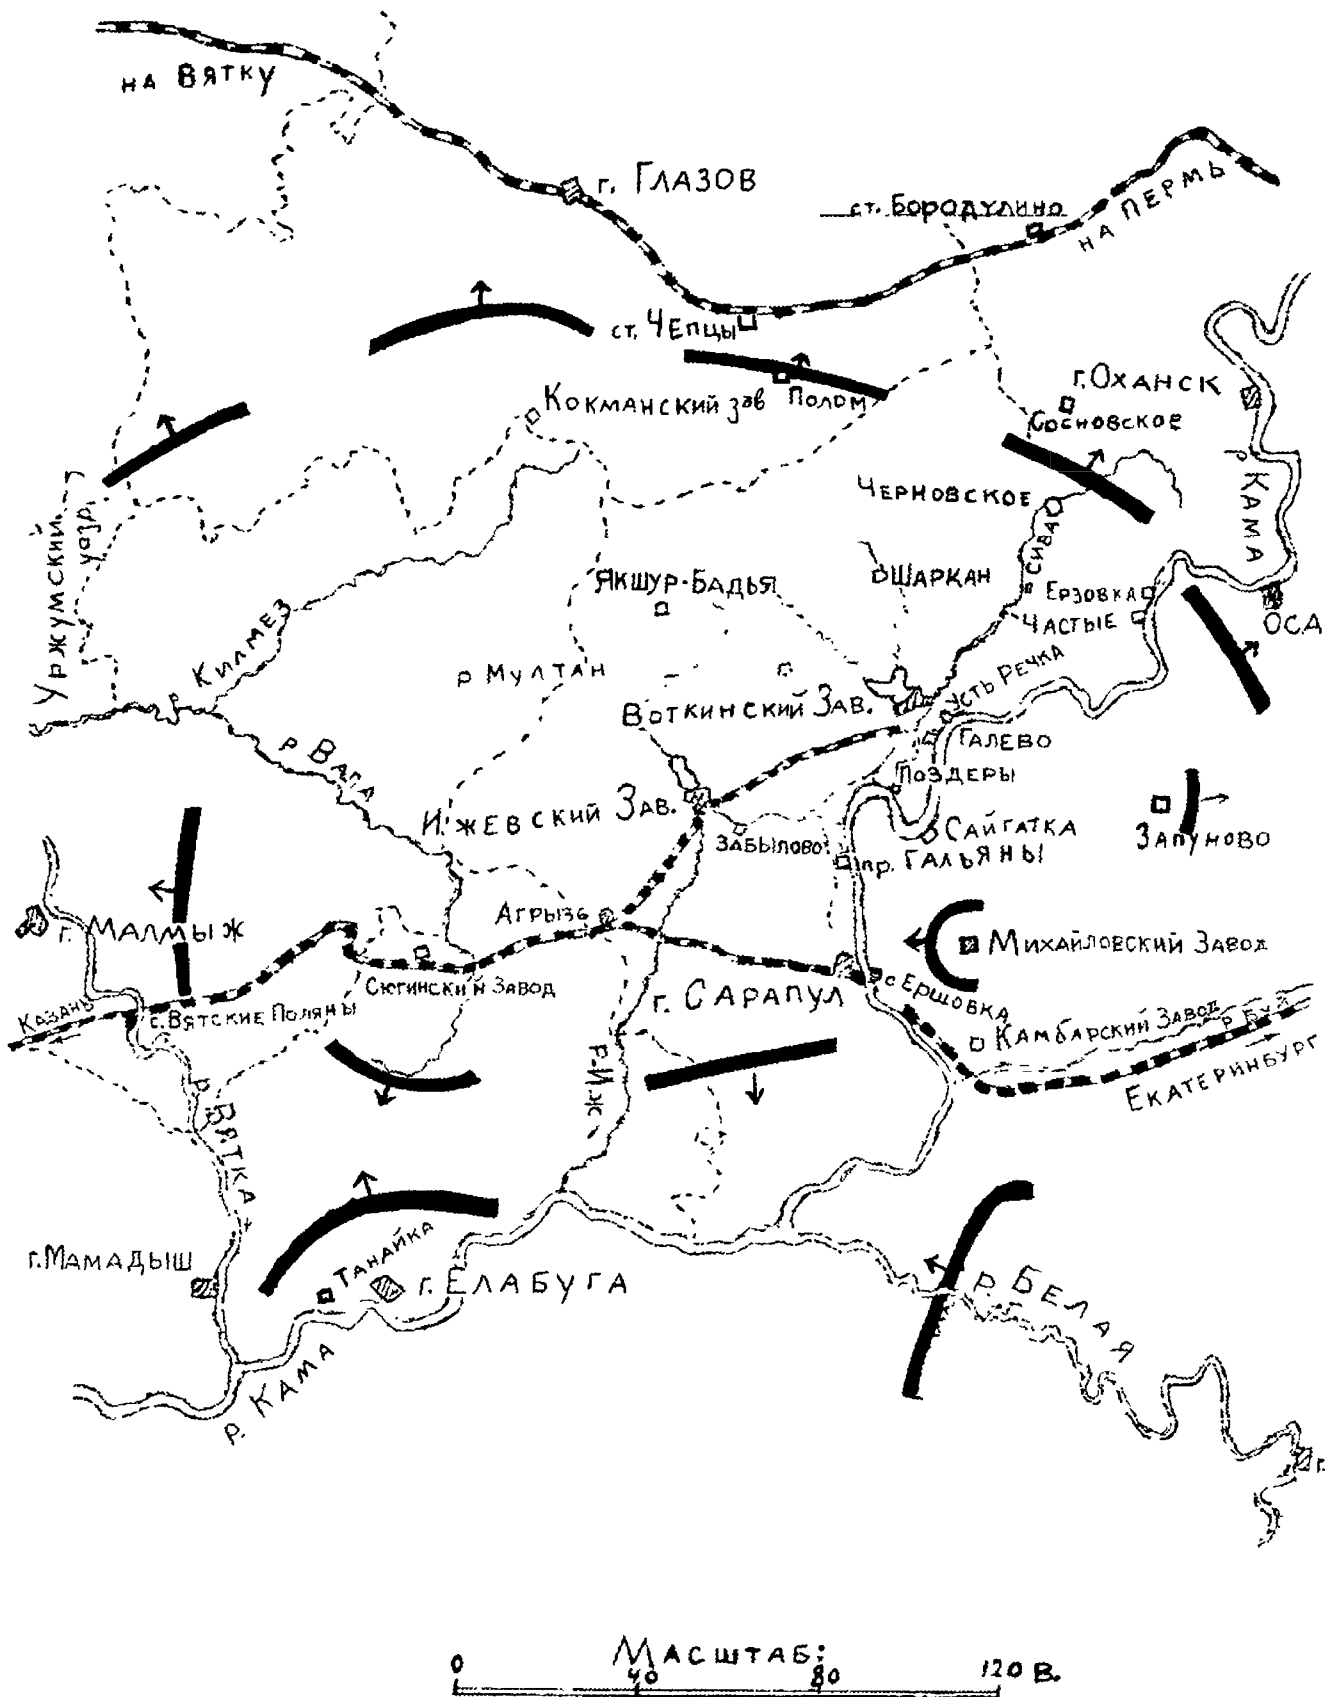 на Вятку
г. Глазов
ст. Бородулино
на Пермь
ст. Чепцы
г. Оханск
Кокманский зав
Полом
Сосновское
р Кама
Черновское
Уржумский
уезд.
Сива
Якшур-Бадья
Шаркан
Ерзовка
Частые
Оса
р. Килмез
р Мултан
Усть Речка
Воткинский Зав.
р Вала
Галево
Поздеры
Ижевский Зав.
Забылово
Сайгатка
Запуново
пр. Гальяны
Агрызь
г. Малмыж
Михайловский Завод
Сюгинский Завод
г. Сарапул
с Ершовка
Казань
с. Вятские Поляны
Камбарский Завод
р. Буй
Екатеринбург
р. Иж
р. Вятка
г. Мамадыш
Танайка
г. Елабуга
р. Белая
р. Кама
г.
Масштаб:
0 40 80 120 в.